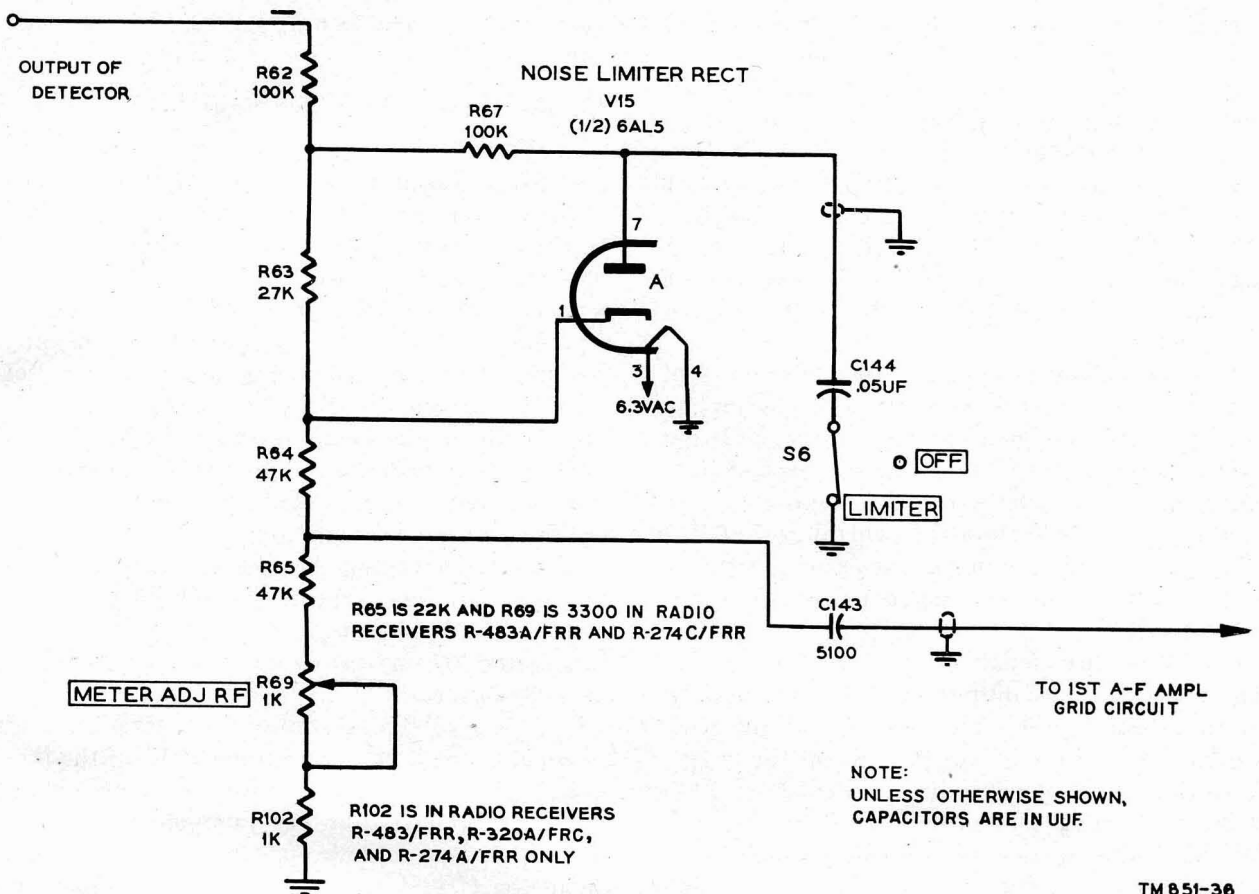 OUTPUT OF
DETECTOR
R62
100K
NOISE LIMITER RECT
V15
(1/2) 6AL5
R67
100K
7
A
R63
27K
1
3
4
6.3VAC
C144
.05UF
S6
OFF
LIMITER
R64
47K
R65
47K
R65 IS 22K AND R69 IS 3300 IN RADIO
RECEIVERS R-483A/FRR AND R-274C/FRR
C143
5100
TO 1ST A-F AMPL
GRID CIRCUIT
METER ADJ RF
R69
1K
R102
1K
R102 IS IN RADIO RECEIVERS
R-483/FRR, R-320A/FRC,
AND R-274A/FRR ONLY
NOTE:
UNLESS OTHERWISE SHOWN,
CAPACITORS ARE IN UUF.
TM851-36